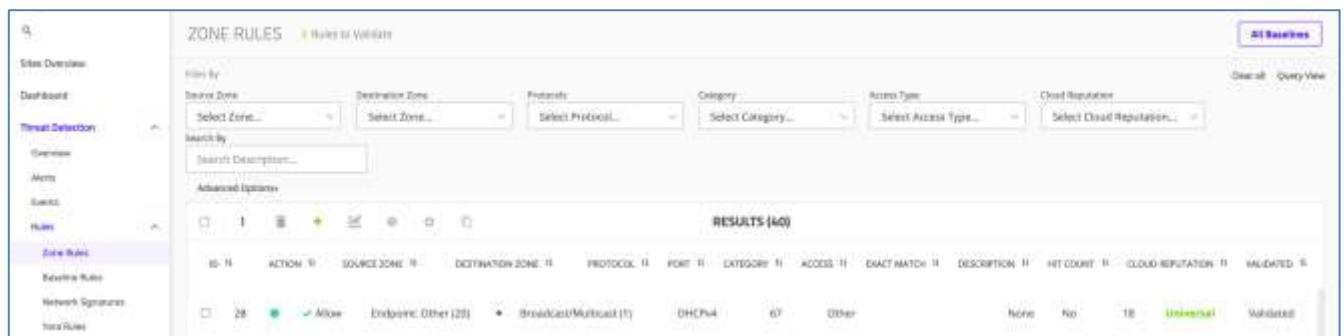 ZONE RULES
Rules to Validate
All Baselines
Sites Overview
Dashboard
Threat Detection
Overview
Alerts
Events
Rules
Zone Rules
Baseline Rules
Network Signatures
Yara Rules
Filter By
Clear all Query View
Source Zone Destination Zone Protocols Category Access Type Cloud Reputation
Select Zone... Select Zone... Select Protocol... Select Category... Select Access Type... Select Cloud Reputation...
Search By
Search Description...
Advanced Options
1 RESULTS (40)
ID ACTION SOURCE ZONE DESTINATION ZONE PROTOCOL PORT CATEGORY ACCESS EXACT MATCH DESCRIPTION HIT COUNT CLOUD REPUTATION VALIDATED
28 Allow Endpoint: Other (20) Broadcast/Multicast (1) DHCPv4 67 Other None No 18 Universal Validated